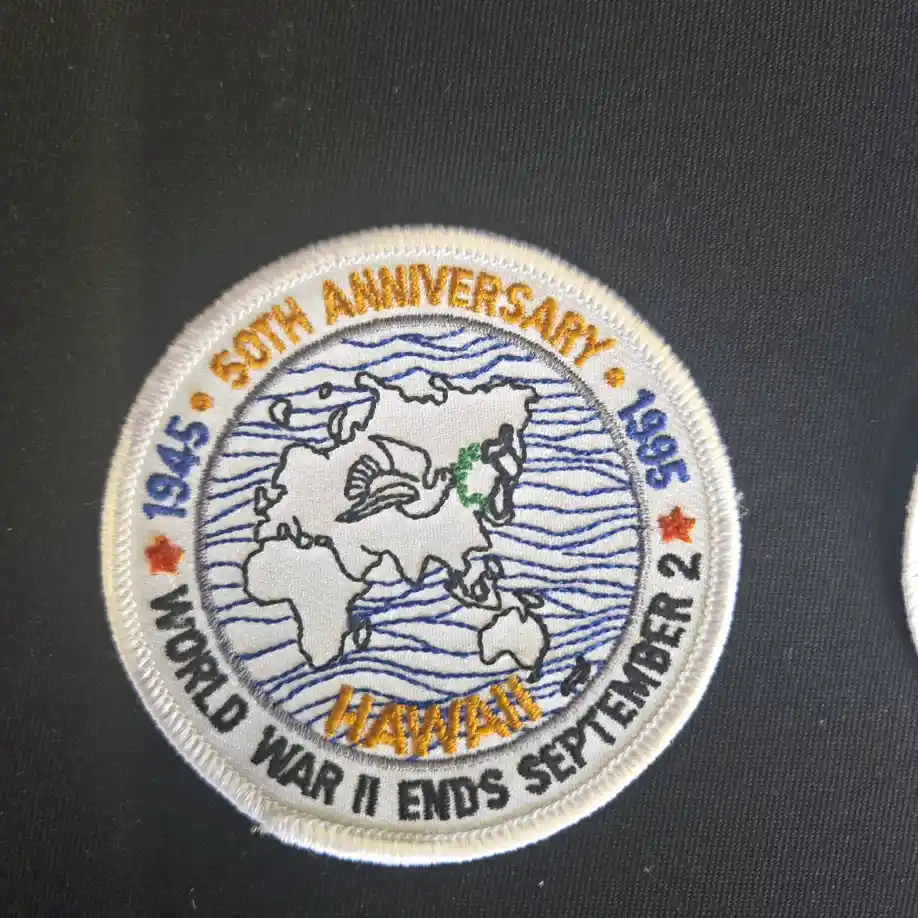 1945 • 50TH ANNIVERSARY • 1995
WORLD WAR II ENDS SEPTEMBER 2
HAWAII